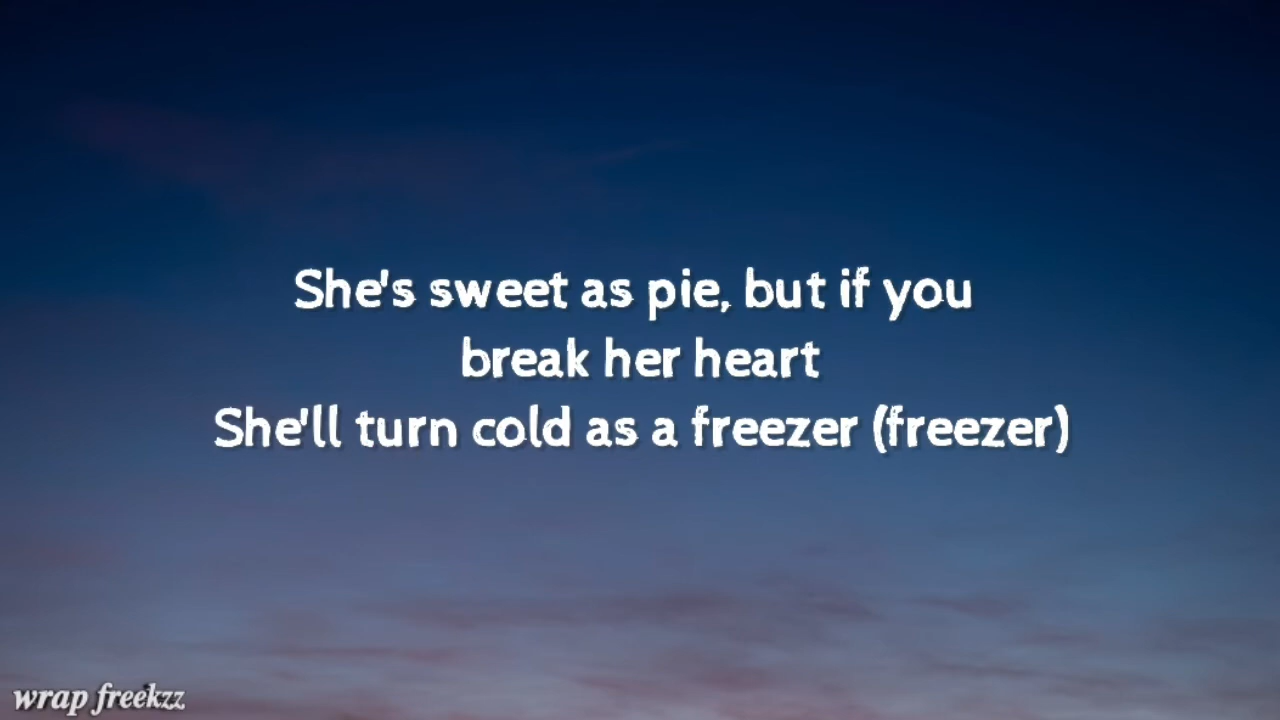 She's sweet as pie, but if you
break her heart
She'll turn cold as a freezer (freezer)
wrap freekzz